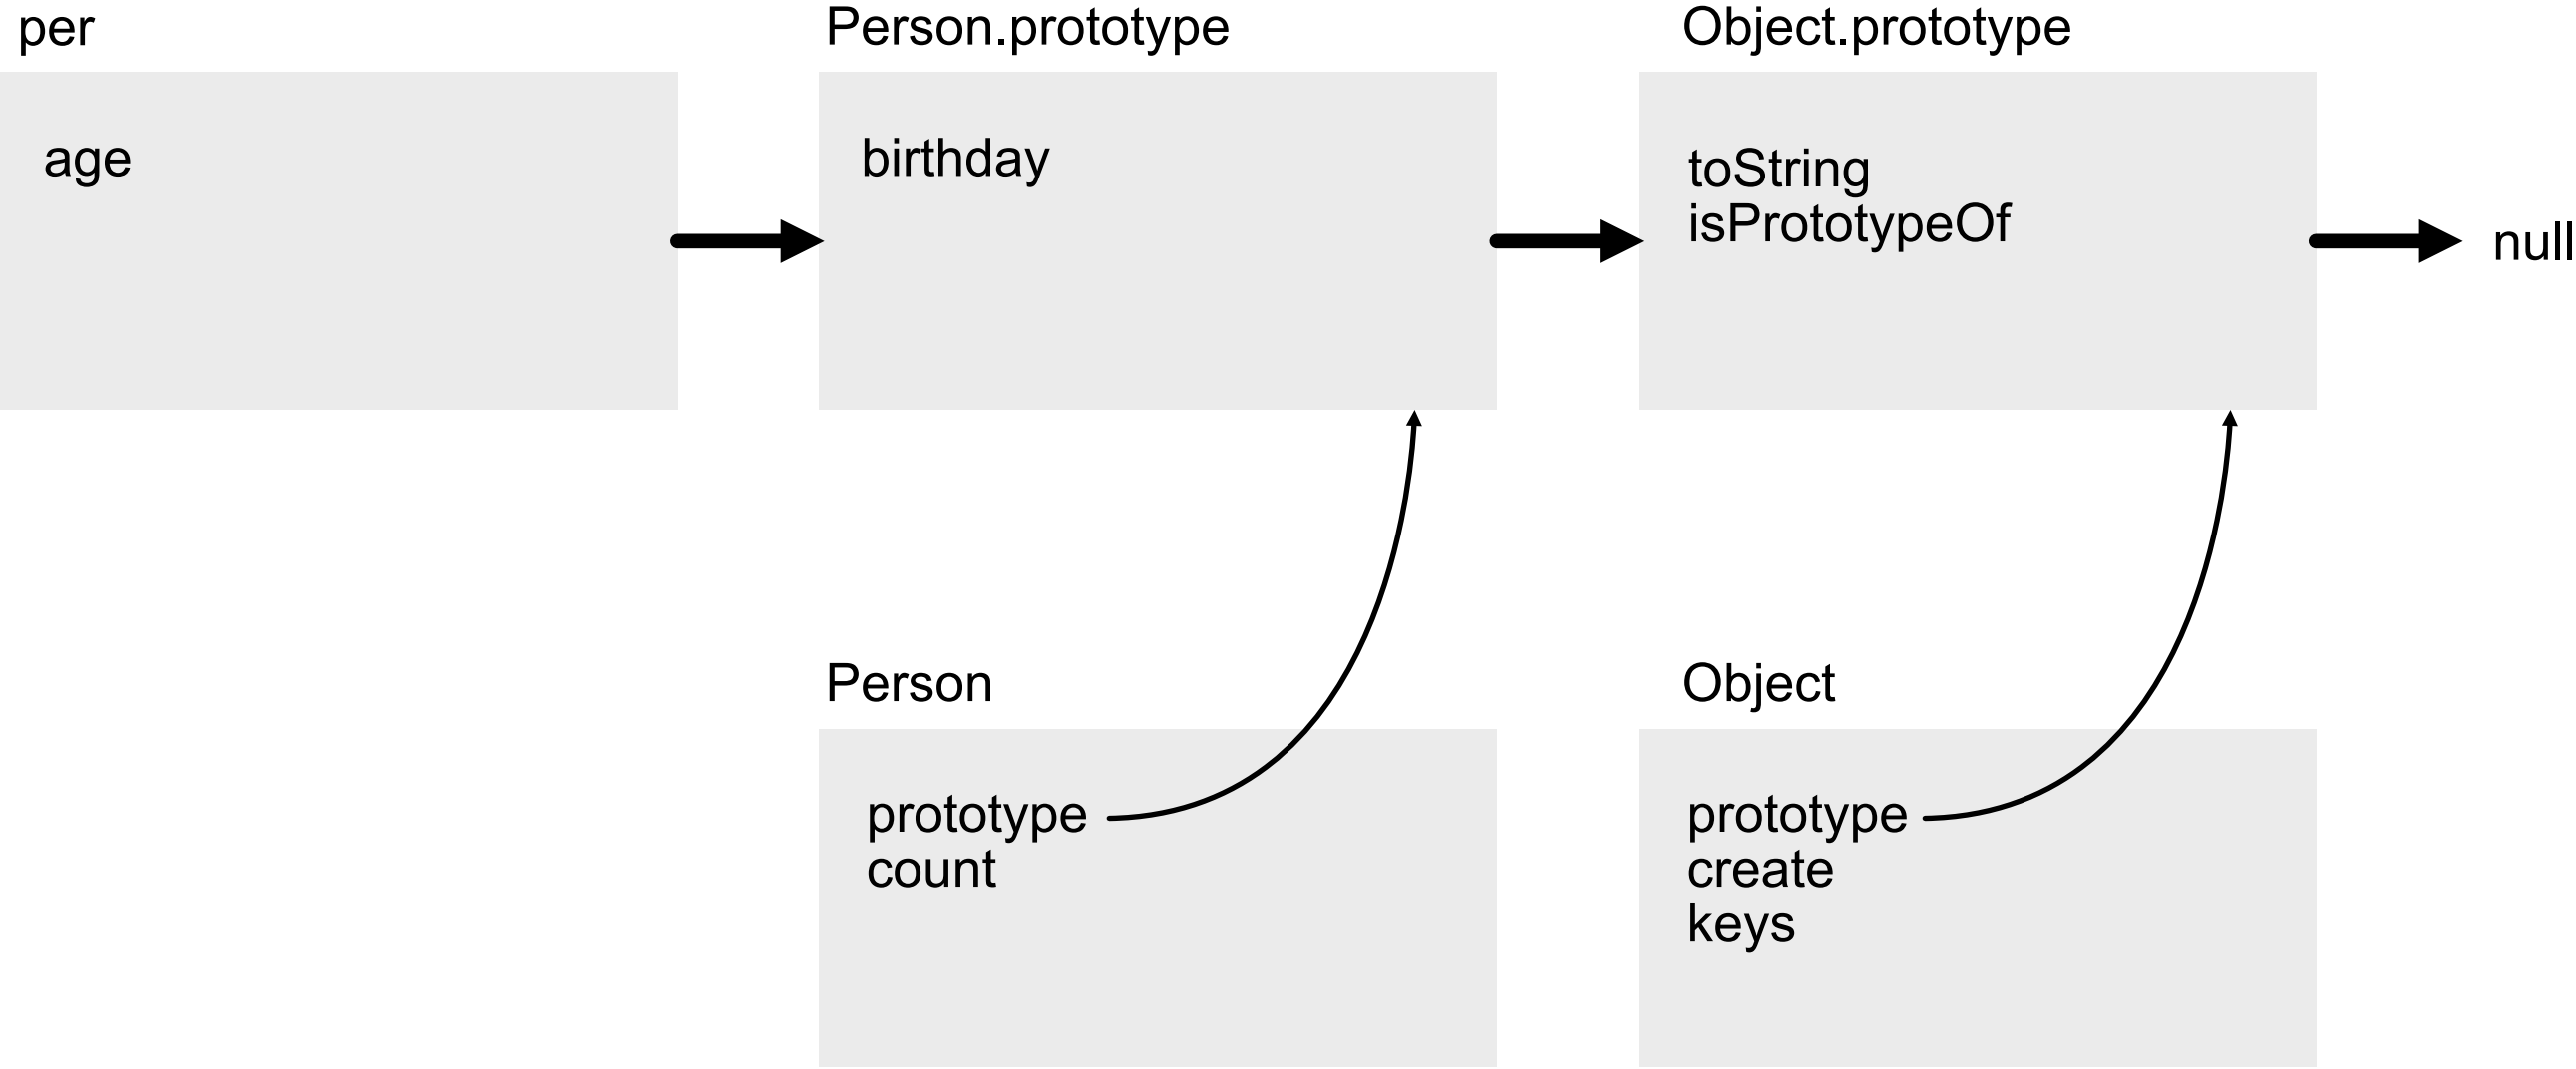 per
Person.prototype
Object.prototype
age
birthday
toString
isPrototypeOf
null
Person
Object
prototype
count
prototype
create
keys